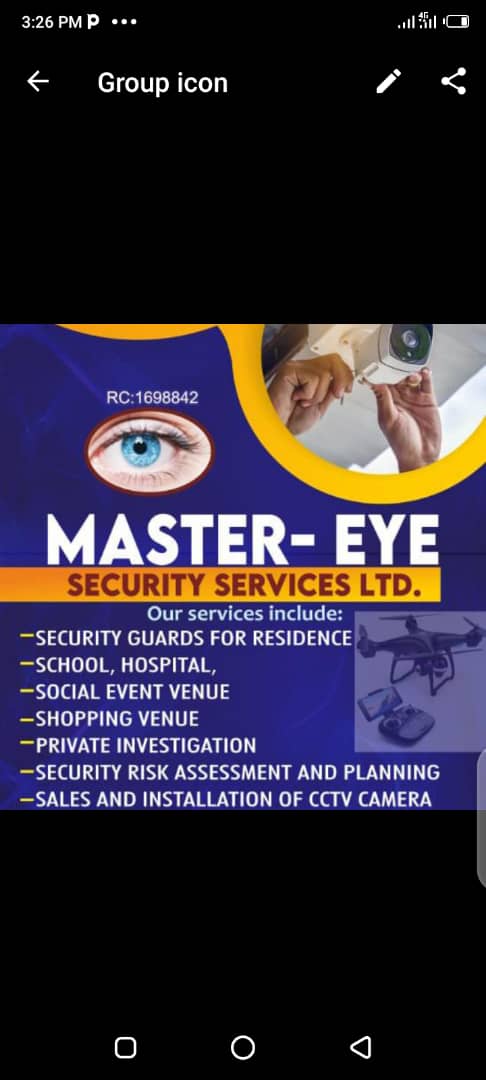 3:26 PM P •••
4G
Group icon
RC:1698842
MASTER- EYE
SECURITY SERVICES LTD.
Our services include:
–SECURITY GUARDS FOR RESIDENCE
–SCHOOL, HOSPITAL,
–SOCIAL EVENT VENUE
–SHOPPING VENUE
–PRIVATE INVESTIGATION
–SECURITY RISK ASSESSMENT AND PLANNING
–SALES AND INSTALLATION OF CCTV CAMERA